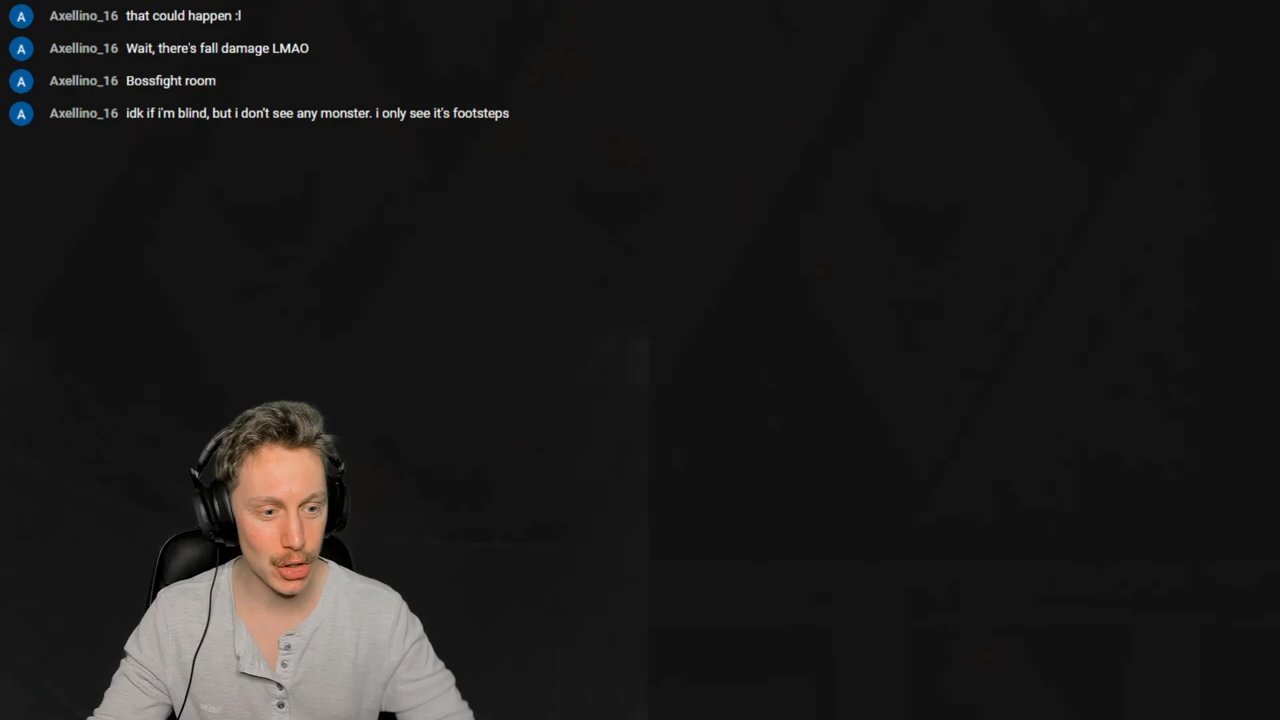 A Axellino_16 that could happen :l
A Axellino_16 Wait, there's fall damage LMAO
A Axellino_16 Bossfight room
A Axellino_16 idk if i'm blind, but i don't see any monster. i only see it's footsteps